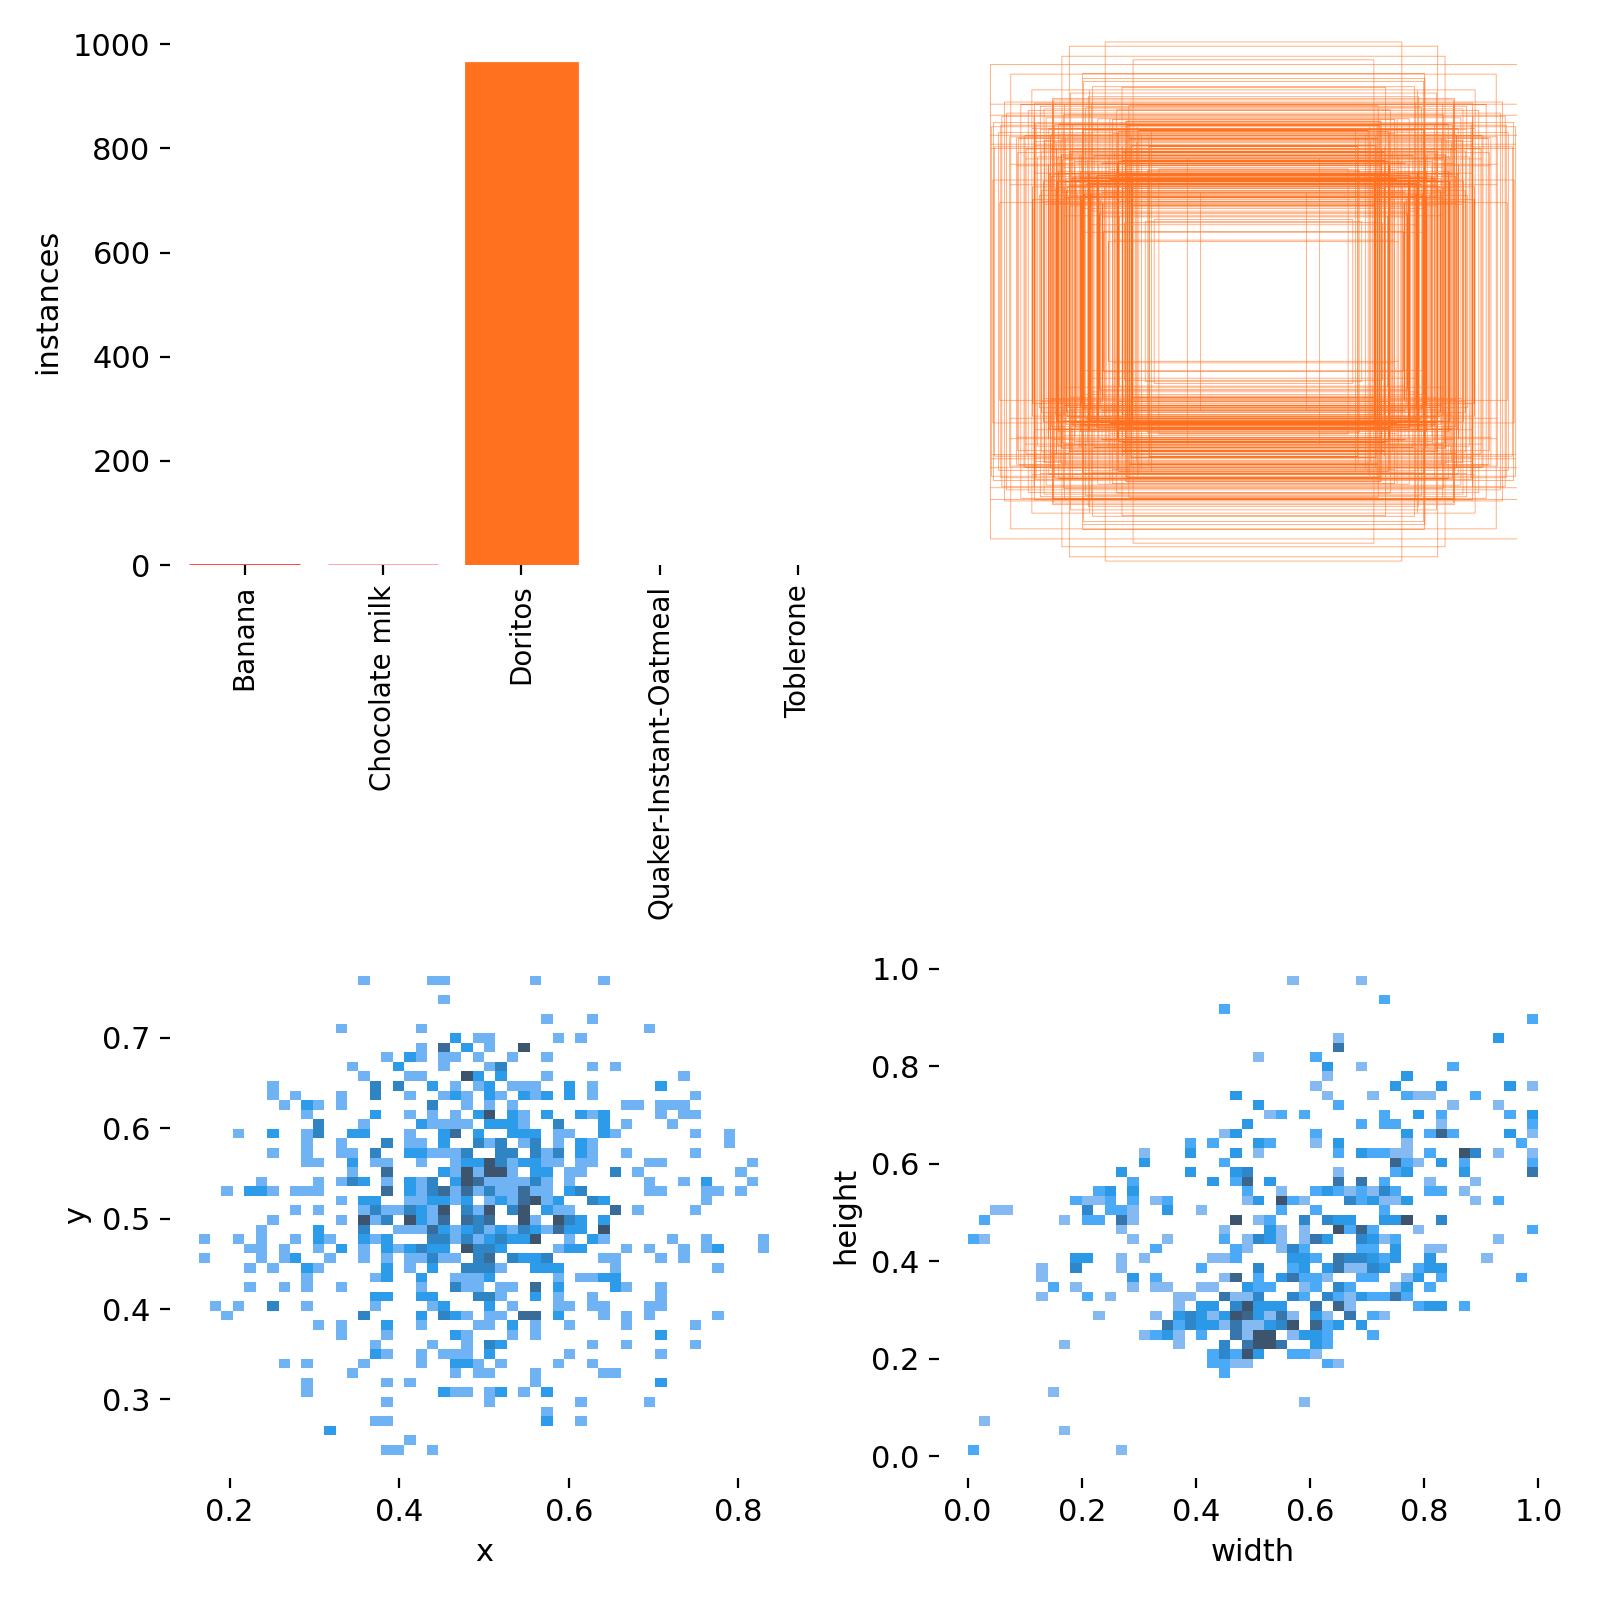 1000
800
600
400
200
0
instances
Banana
Chocolate milk
Doritos
Quaker-Instant-Oatmeal
Toblerone
0.7
0.6
0.5
0.4
0.3
y
0.2 0.4 0.6 0.8
x
1.0
0.8
0.6
0.4
0.2
0.0
height
0.0 0.2 0.4 0.6 0.8 1.0
width